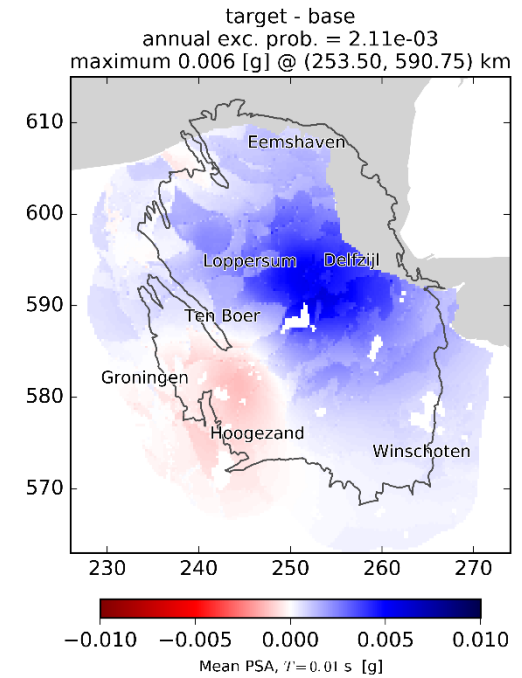 target - base
annual exc. prob. = 2.11e-03
maximum 0.006 [g] @ (253.50, 590.75) km
610
Eemshaven
600
Loppersum Delfzijl
590
Ten Boer
580
Groningen
Hoogezand
Winschoten
570
230 240 250 260 270
−0.010 −0.005 0.000 0.005 0.010
Mean PSA, T=0.01 s [g]